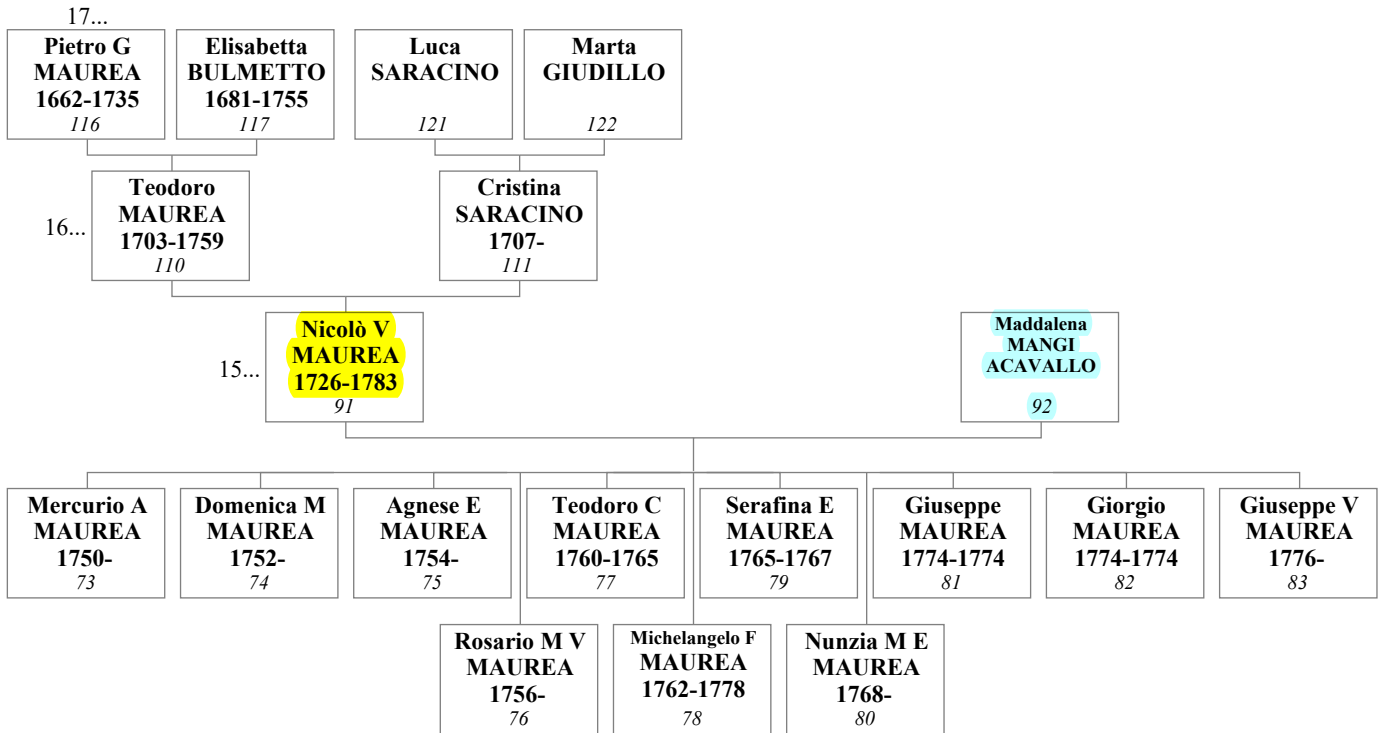 17...
Pietro G
MAUREA
1662-1735
116
Elisabetta
BULMETTO
1681-1755
117
Luca
SARACINO
121
Marta
GIUDILLO
122
16...
Teodoro
MAUREA
1703-1759
110
Cristina
SARACINO
1707-
111
15...
Nicolò V
MAUREA
1726-1783
91
Maddalena
MANGI
ACAVALLO
92
Mercurio A
MAUREA
1750-
73
Domenica M
MAUREA
1752-
74
Agnese E
MAUREA
1754-
75
Teodoro C
MAUREA
1760-1765
77
Serafina E
MAUREA
1765-1767
79
Giuseppe
MAUREA
1774-1774
81
Giorgio
MAUREA
1774-1774
82
Giuseppe V
MAUREA
1776-
83
Rosario M V
MAUREA
1756-
76
Michelangelo F
MAUREA
1762-1778
78
Nunzia M E
MAUREA
1768-
80